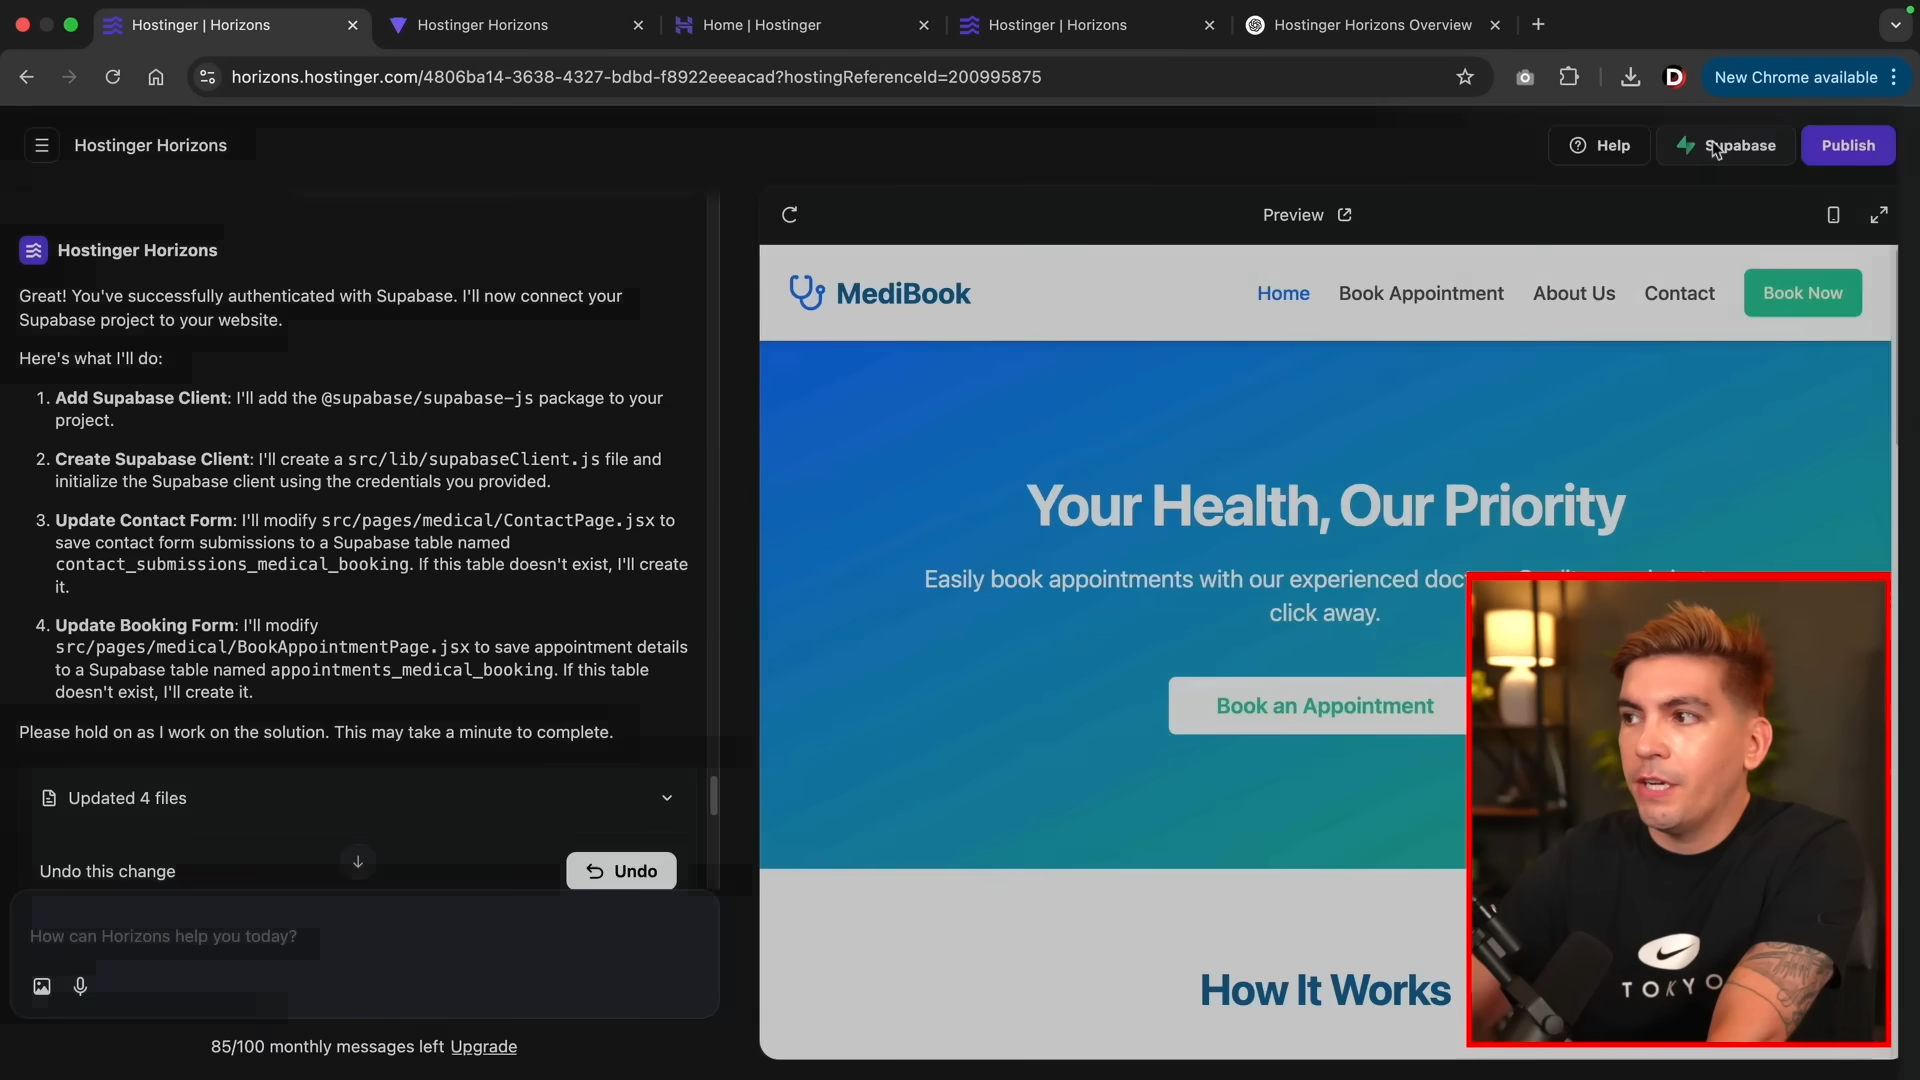 Hostinger | Horizons
Hostinger Horizons
Home | Hostinger
Hostinger | Horizons
Hostinger Horizons Overview
horizons.hostinger.com/4806ba14-3638-4327-bdbd-f8922eeeacad?hostingReferenceId=200995875
D
New Chrome available
Hostinger Horizons
Help
Supabase
Publish
Hostinger Horizons
Great! You've successfully authenticated with Supabase. I'll now connect your
Supabase project to your website.
Here's what I'll do:
1. Add Supabase Client: I'll add the @supabase/supabase-js package to your
project.
2. Create Supabase Client: I'll create a src/lib/supabaseClient.js file and
initialize the Supabase client using the credentials you provided.
3. Update Contact Form: I'll modify src/pages/medical/ContactPage.jsx to
save contact form submissions to a Supabase table named
contact_submissions_medical_booking. If this table doesn't exist, I'll create
it.
4. Update Booking Form: I'll modify
src/pages/medical/BookAppointmentPage.jsx to save appointment details
to a Supabase table named appointments_medical_booking. If this table
doesn't exist, I'll create it.
Please hold on as I work on the solution. This may take a minute to complete.
Updated 4 files
Undo this change
Undo
How can Horizons help you today?
85/100 monthly messages left Upgrade
Preview
MediBook
Home
Book Appointment
About Us
Contact
Book Now
Your Health, Our Priority
Easily book appointments with our experienced
click away.
Book an Appointment
How It Works
TOKYO